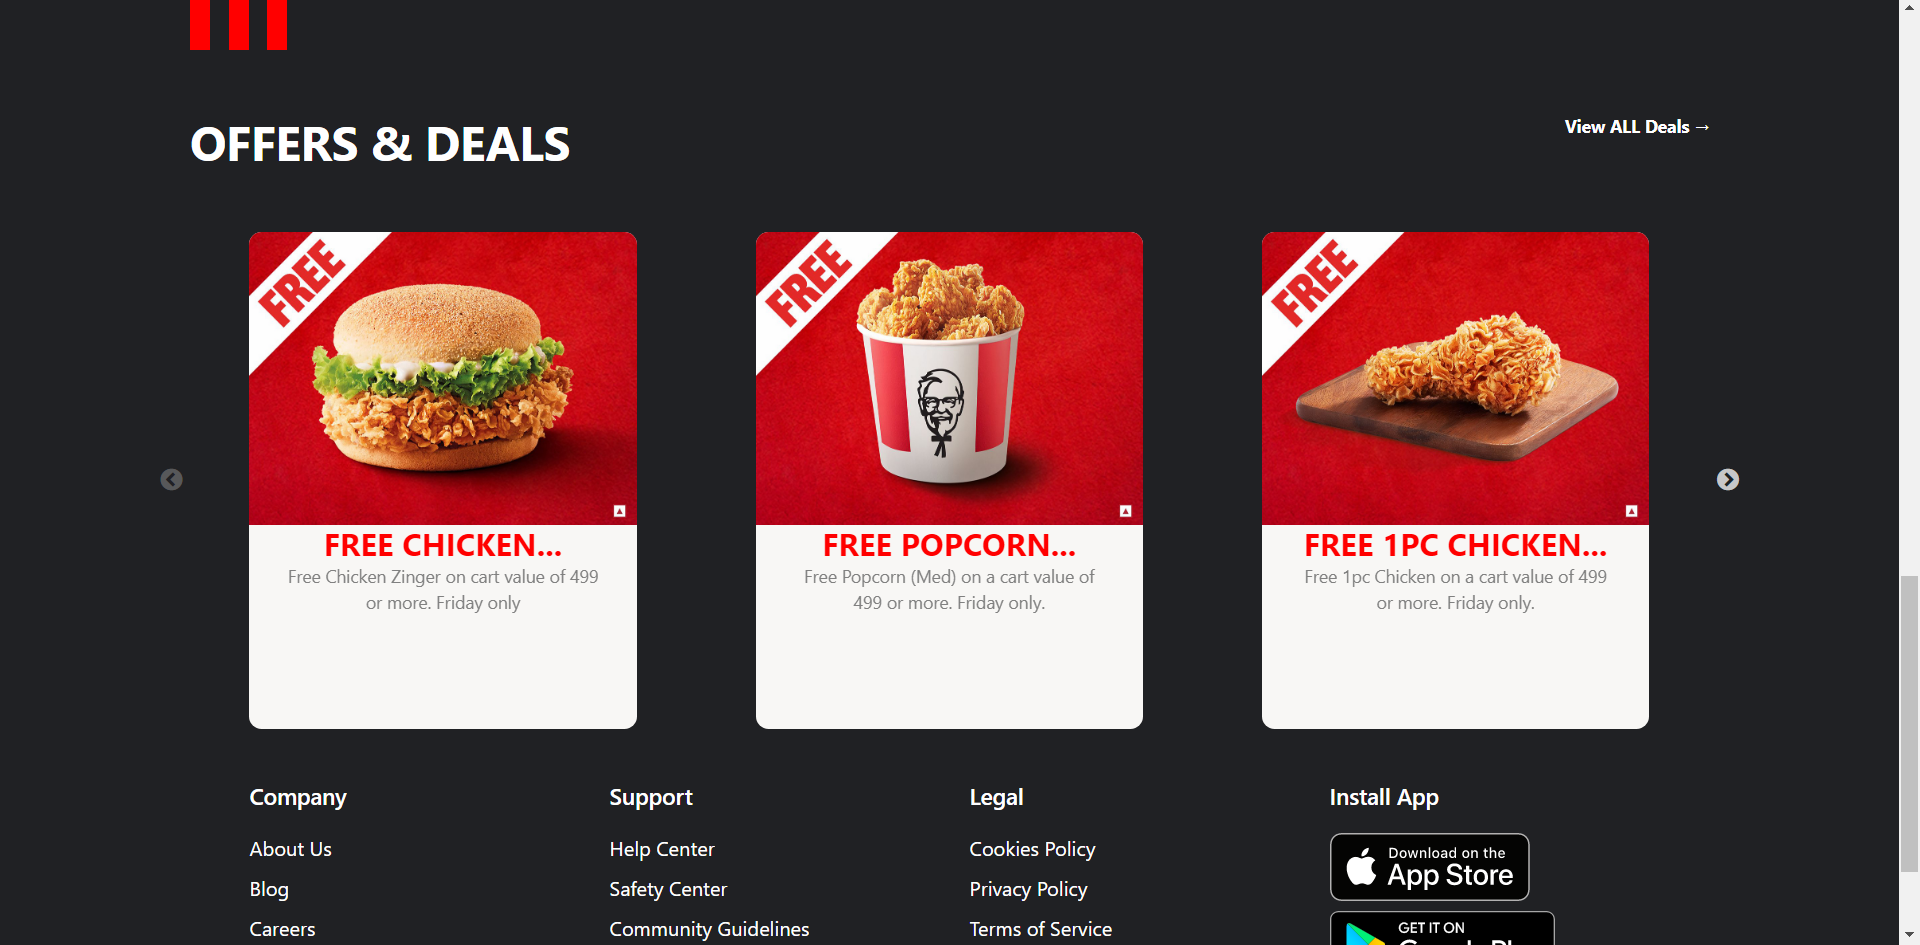 OFFERS & DEALS
View ALL Deals →
FREE
FREE
FREE
FREE CHICKEN...
Free Chicken Zinger on cart value of 499
or more. Friday only
FREE POPCORN...
Free Popcorn (Med) on a cart value of
499 or more. Friday only.
FREE 1PC CHICKEN...
Free 1pc Chicken on a cart value of 499
or more. Friday only.
Company
About Us
Blog
Careers
Support
Help Center
Safety Center
Community Guidelines
Legal
Cookies Policy
Privacy Policy
Terms of Service
Install App
Download on the
App Store
GET IT ON